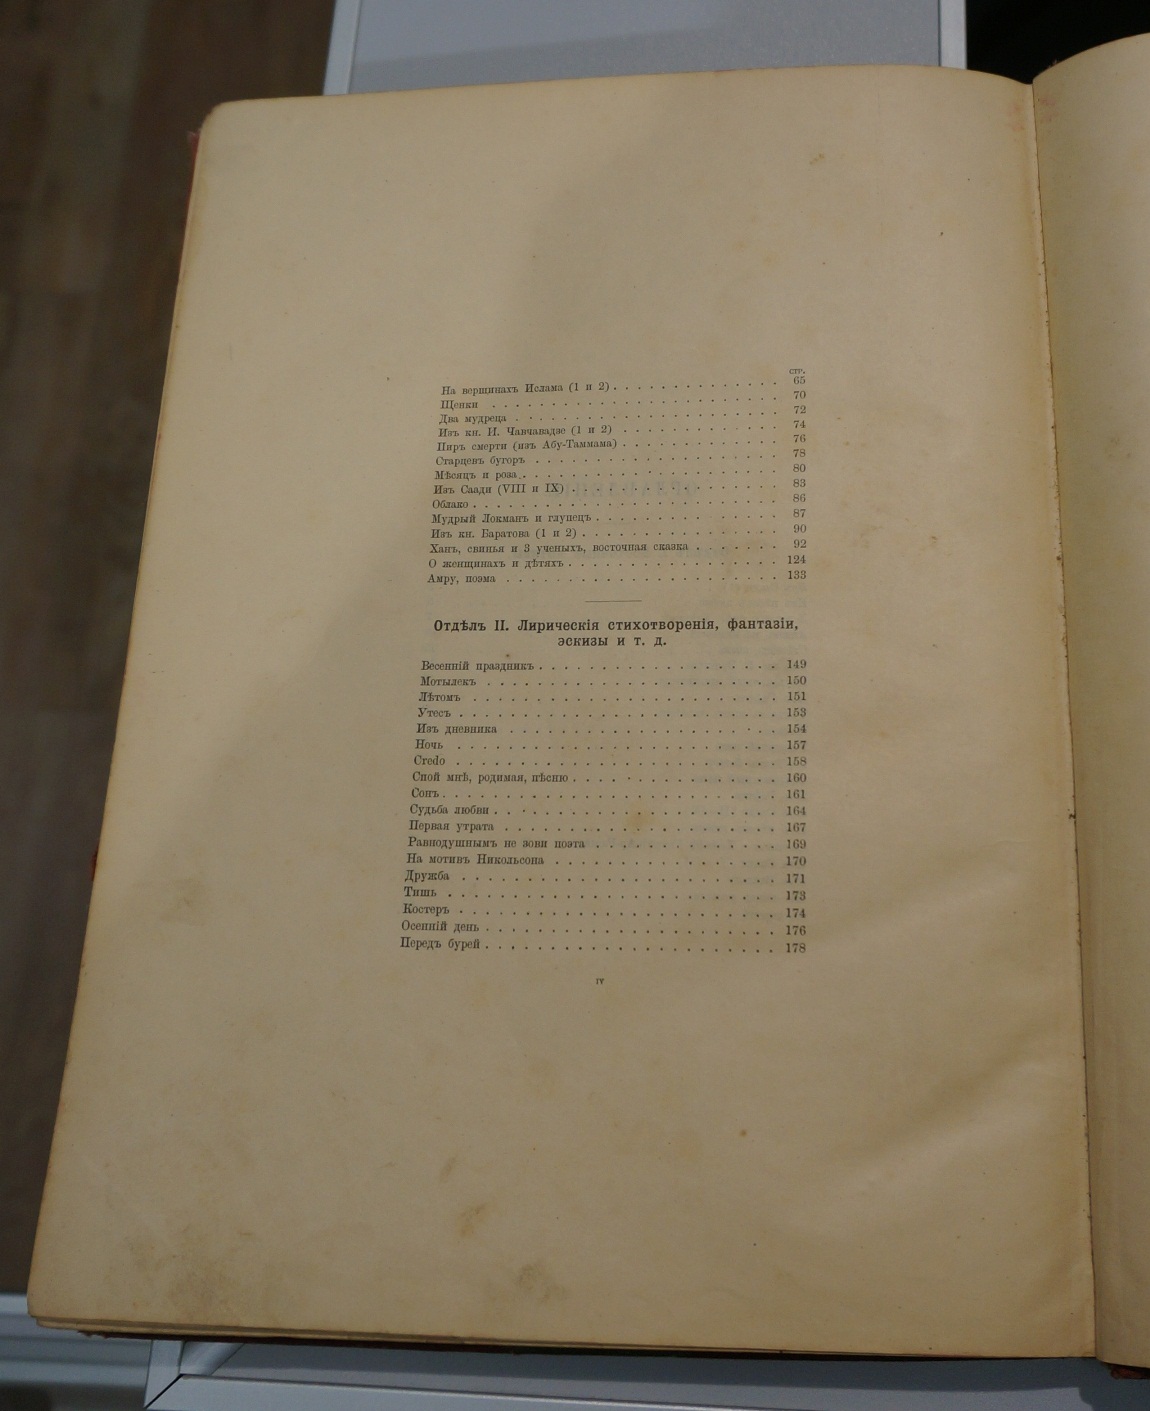 стр.
На вершинахъ Ислама (1 и 2) . . . . . . . . . . . . . 65
Щенки . . . . . . . . . . . . . . . . . . . . . . 70
Два мудреца . . . . . . . . . . . . . . . . . . . . 72
Изъ кн. И. Чавчавадзе (1 и 2) . . . . . . . . . . . . 74
Пиръ смерти (изъ Абу-Таммама) . . . . . . . . . . . . 76
Старцевъ бугоръ . . . . . . . . . . . . . . . . . . . 78
Мѣсяцъ и роза . . . . . . . . . . . . . . . . . . . . 80
Изъ Саади (VIII и IX) . . . . . . . . . . . . . . . . 83
Облако . . . . . . . . . . . . . . . . . . . . . . . 86
Мудрый Локманъ и глупецъ . . . . . . . . . . . . . . 87
Изъ кн. Баратова (1 и 2) . . . . . . . . . . . . . . . 90
Ханъ, свинья и 3 ученыхъ, восточная сказка . . . . . . . 92
О женщинахъ и дѣтяхъ . . . . . . . . . . . . . . . . 124
Амру, поэма . . . . . . . . . . . . . . . . . . . . . 133
Отдѣлъ II. Лирическія стихотворенія, фантазіи,
эскизы и т. д.
Весенній праздникъ . . . . . . . . . . . . . . . . . . 149
Мотылекъ . . . . . . . . . . . . . . . . . . . . . . 150
Лѣтомъ . . . . . . . . . . . . . . . . . . . . . . . 151
Утесъ . . . . . . . . . . . . . . . . . . . . . . . . 153
Изъ дневника . . . . . . . . . . . . . . . . . . . . 154
Ночь . . . . . . . . . . . . . . . . . . . . . . . . 157
Credo . . . . . . . . . . . . . . . . . . . . . . . . 158
Спой мнѣ, родимая, пѣсню . . . . . . . . . . . . . . . 160
Сонъ . . . . . . . . . . . . . . . . . . . . . . . . 161
Судьба любви . . . . . . . . . . . . . . . . . . . . . 164
Первая утрата . . . . . . . . . . . . . . . . . . . . 167
Равнодушнымъ не зови поэта . . . . . . . . . . . . . . 169
На мотивъ Никольсона . . . . . . . . . . . . . . . . . 170
Дружба . . . . . . . . . . . . . . . . . . . . . . . 171
Тишь . . . . . . . . . . . . . . . . . . . . . . . . 173
Костеръ . . . . . . . . . . . . . . . . . . . . . . . 174
Осенній день . . . . . . . . . . . . . . . . . . . . . 176
Передъ бурей . . . . . . . . . . . . . . . . . . . . . 178
IV